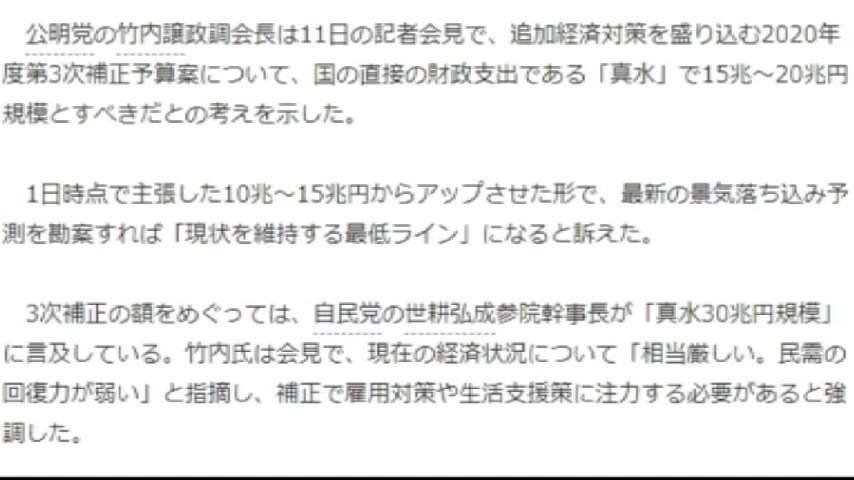 公明党の竹内譲政調会長は11日の記者会見で、追加経済対策を盛り込む2020年
度第3次補正予算案について、国の直接の財政支出である「真水」で15兆～20兆円
規模とすべきだとの考えを示した。
1日時点で主張した10兆～15兆円からアップさせた形で、最新の景気落ち込み予
測を勘案すれば「現状を維持する最低ライン」になると訴えた。
3次補正の額をめぐっては、自民党の世耕弘成参院幹事長が「真水30兆円規模」
に言及している。竹内氏は会見で、現在の経済状況について「相当厳しい。民需の
回復力が弱い」と指摘し、補正で雇用対策や生活支援策に注力する必要があると強
調した。